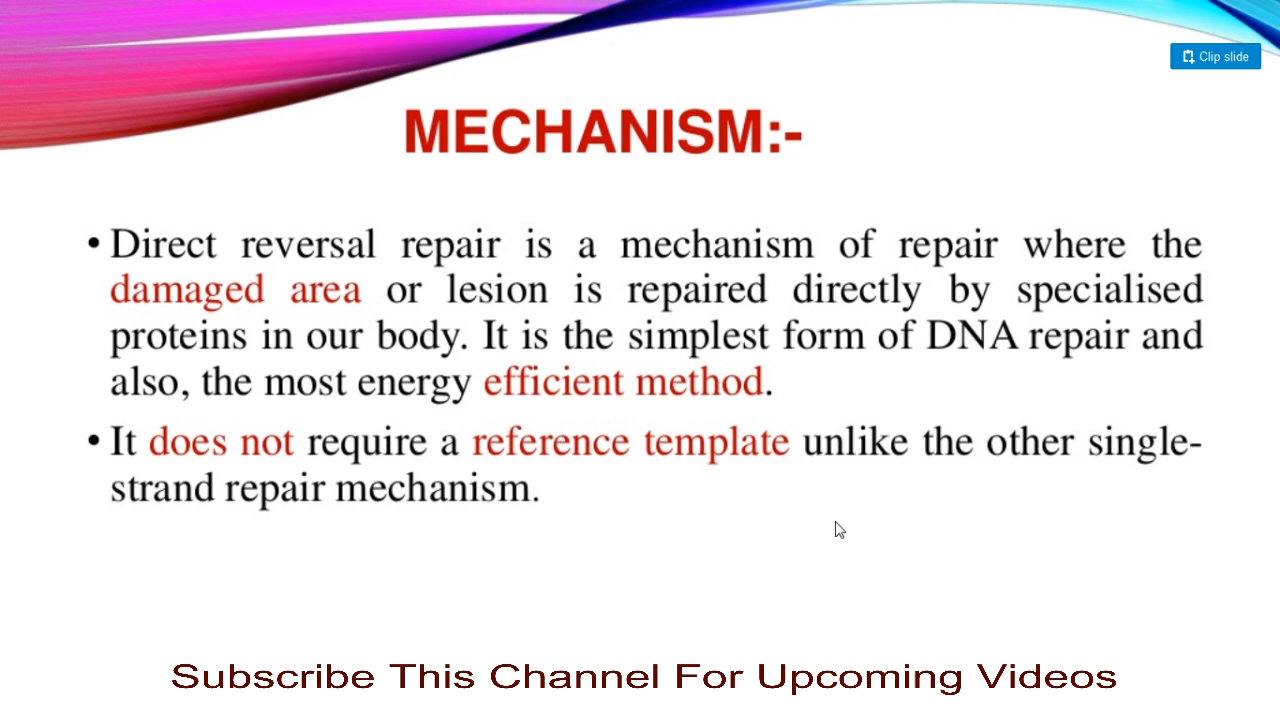 Clip slide
MECHANISM:-
• Direct reversal repair is a mechanism of repair where the
damaged area or lesion is repaired directly by specialised
proteins in our body. It is the simplest form of DNA repair and
also, the most energy efficient method.
• It does not require a reference template unlike the other single-
strand repair mechanism.
Subscribe This Channel For Upcoming Videos